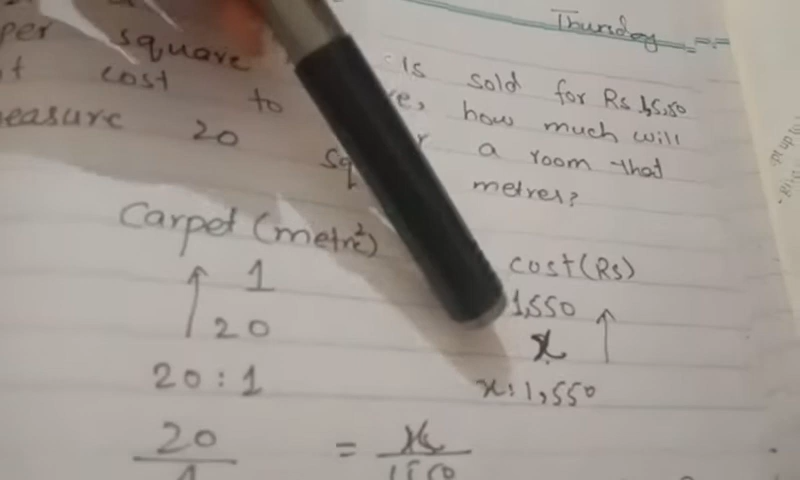 Thursday
per square is sold for Rs 1,550
cost to how much will
measure 20 a room that
metres?
Carpet (metre²)
cost (Rs)
1 1,550
20 x
20 : 1 x : 1,550
20 = x